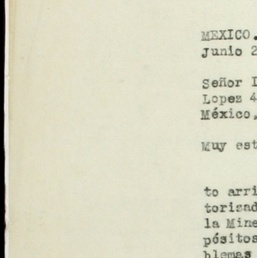 MEXICO.
Junio 2
Señor I
Lopez 4
México,
Muy est
to arri
torizad
la Mine
pósitos
blemas